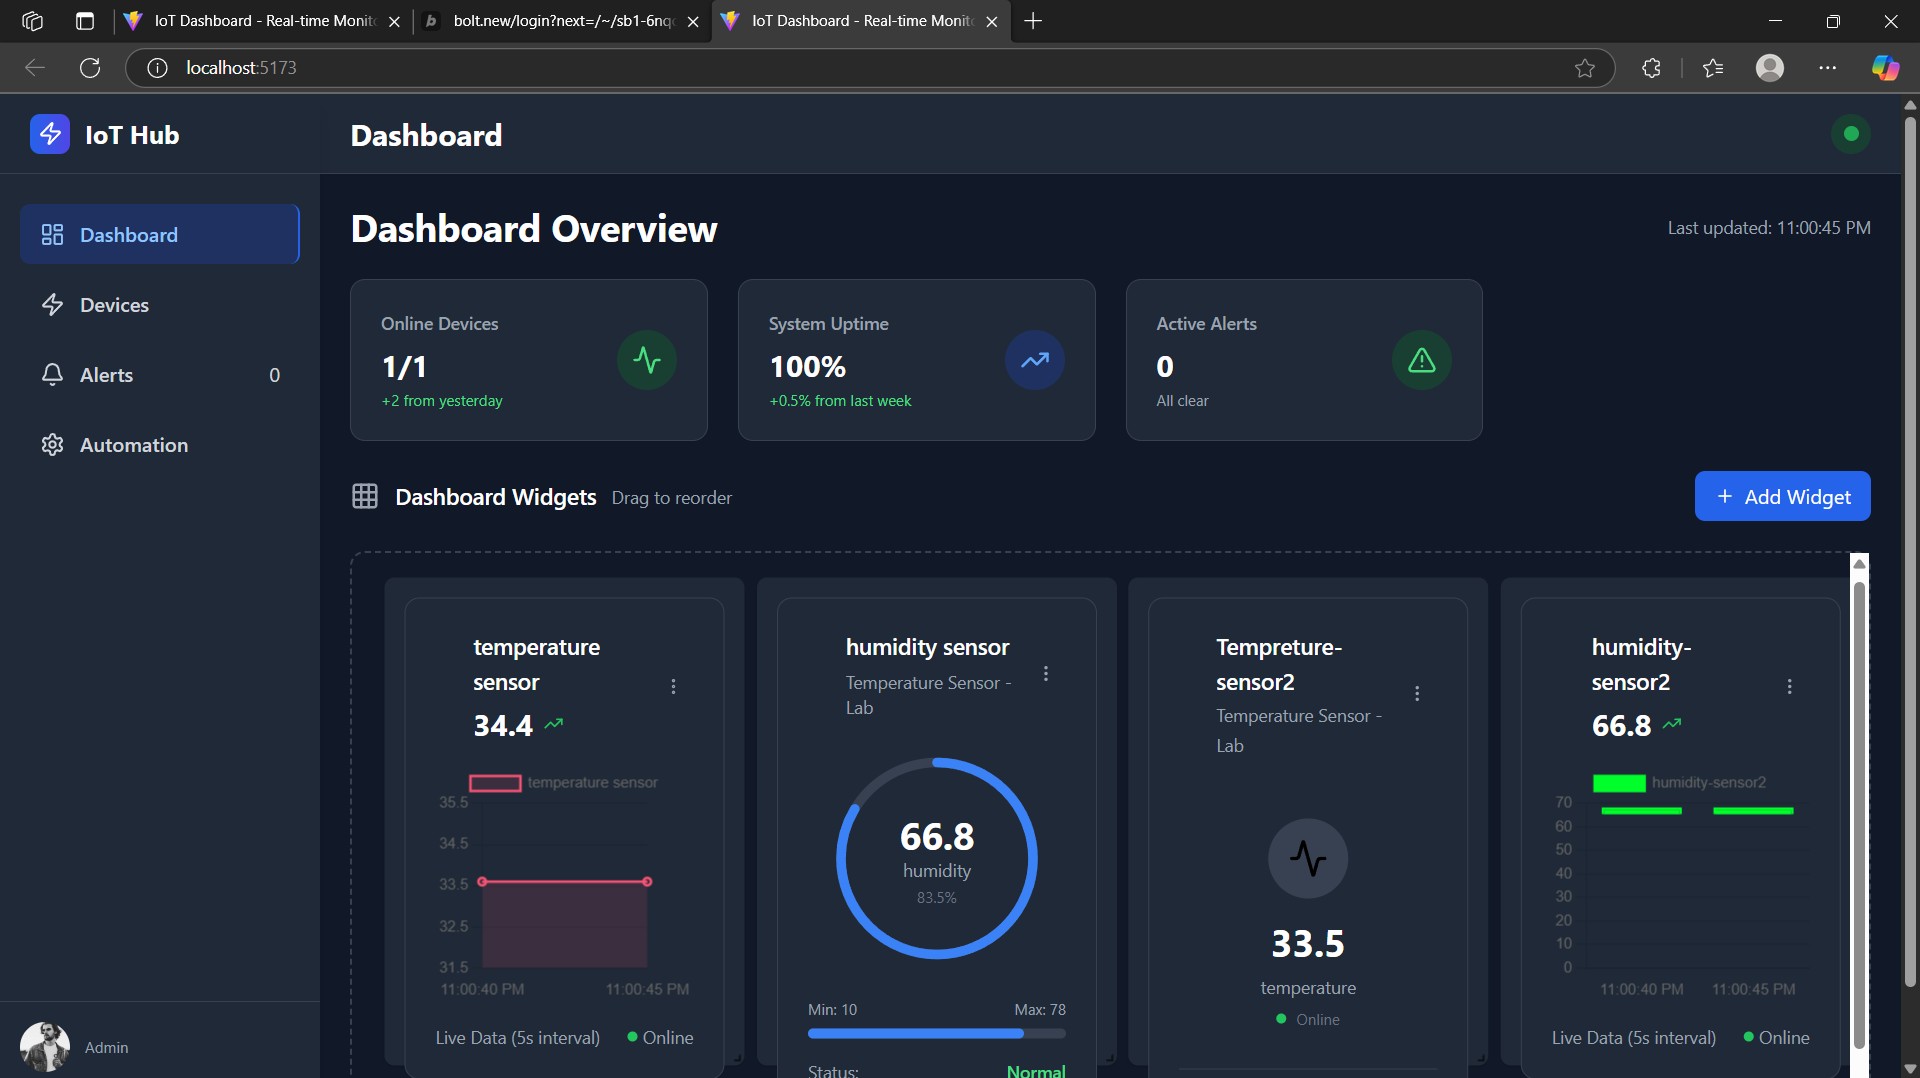 IoT Dashboard - Real-time Monito
bolt.new/login?next=/~/sb1-6nq
IoT Dashboard - Real-time Monito
localhost:5173
IoT Hub
Dashboard
Dashboard
Devices
Alerts
0
Automation
Admin
Dashboard Overview
Last updated: 11:00:45 PM
Online Devices
1/1
+2 from yesterday
System Uptime
100%
+0.5% from last week
Active Alerts
0
All clear
Dashboard Widgets
Drag to reorder
+ Add Widget
temperature
sensor
34.4
temperature sensor
35.5
34.5
33.5
32.5
31.5
11:00:40 PM
11:00:45 PM
Live Data (5s interval)
Online
humidity sensor
Temperature Sensor -
Lab
66.8
humidity
83.5%
Min: 10
Max: 78
Status:
Normal
Tempreture-
sensor2
Temperature Sensor -
Lab
33.5
temperature
Online
humidity-
sensor2
66.8
humidity-sensor2
70
60
50
40
30
20
10
0
11:00:40 PM
11:00:45 PM
Live Data (5s interval)
Online